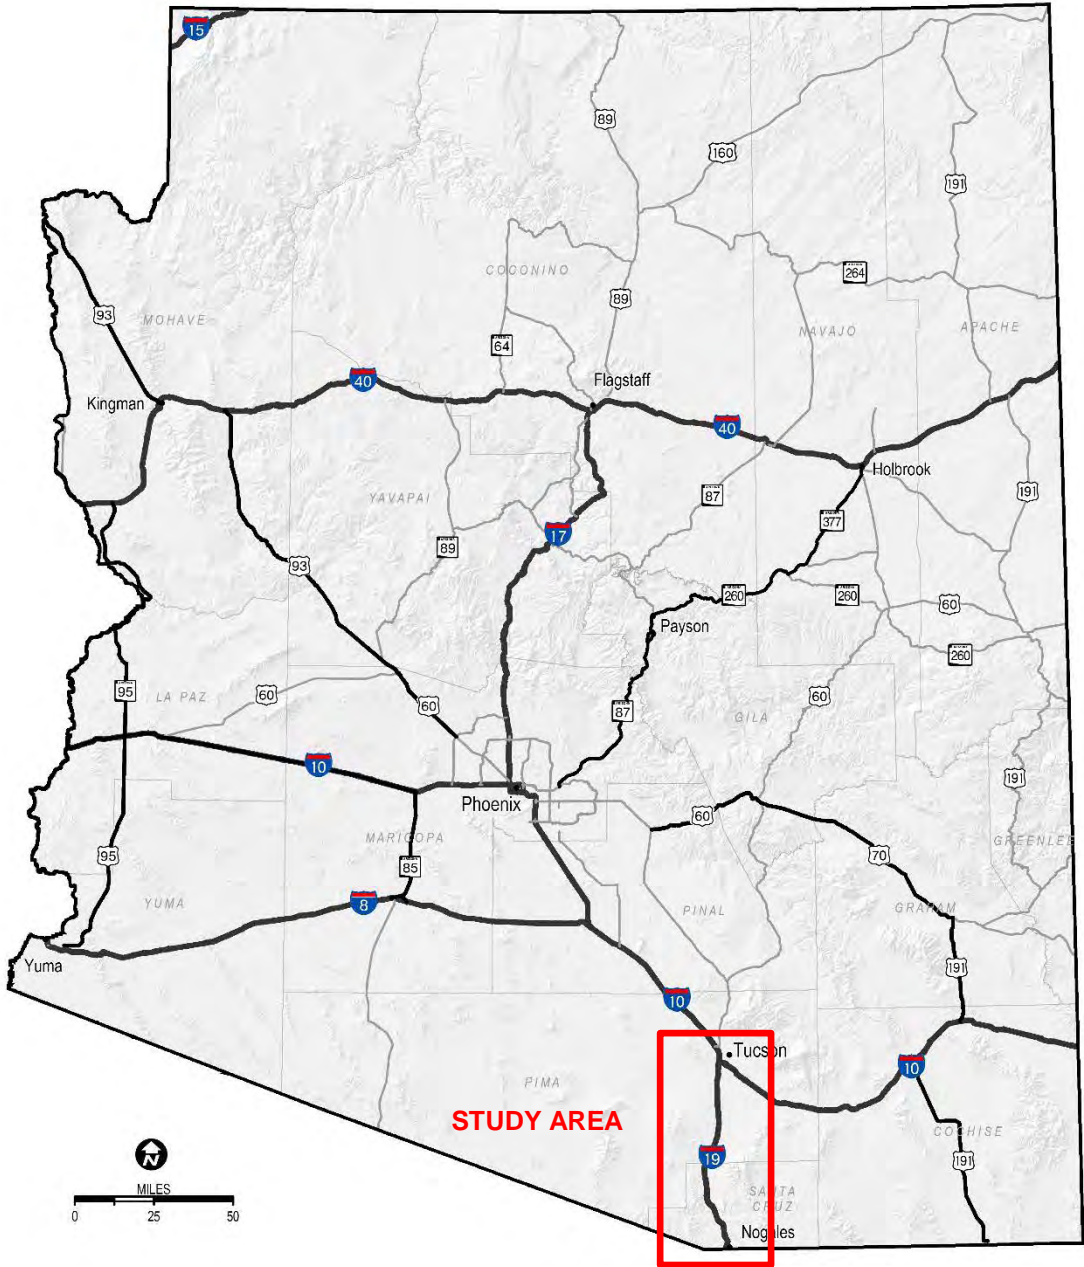 15
89
160
191
COCONINO
264
93
MOHAVE
89
NAVAJO
APACHE
64
40
Flagstaff
Kingman
40
Holbrook
87
191
YAVAPAI
377
17
89
93
260
260
60
Payson
260
95
LA PAZ
60
60
87
60
GILA
10
191
Phoenix
60
MARICOPA
GREENLEE
95
85
70
YUMA
8
PINAL
GRAHAM
Yuma
191
10
Tucson
10
PIMA
STUDY AREA
COCHISE
N
19
191
MILES
SANTA
CRUZ
0 25 50
Nogales